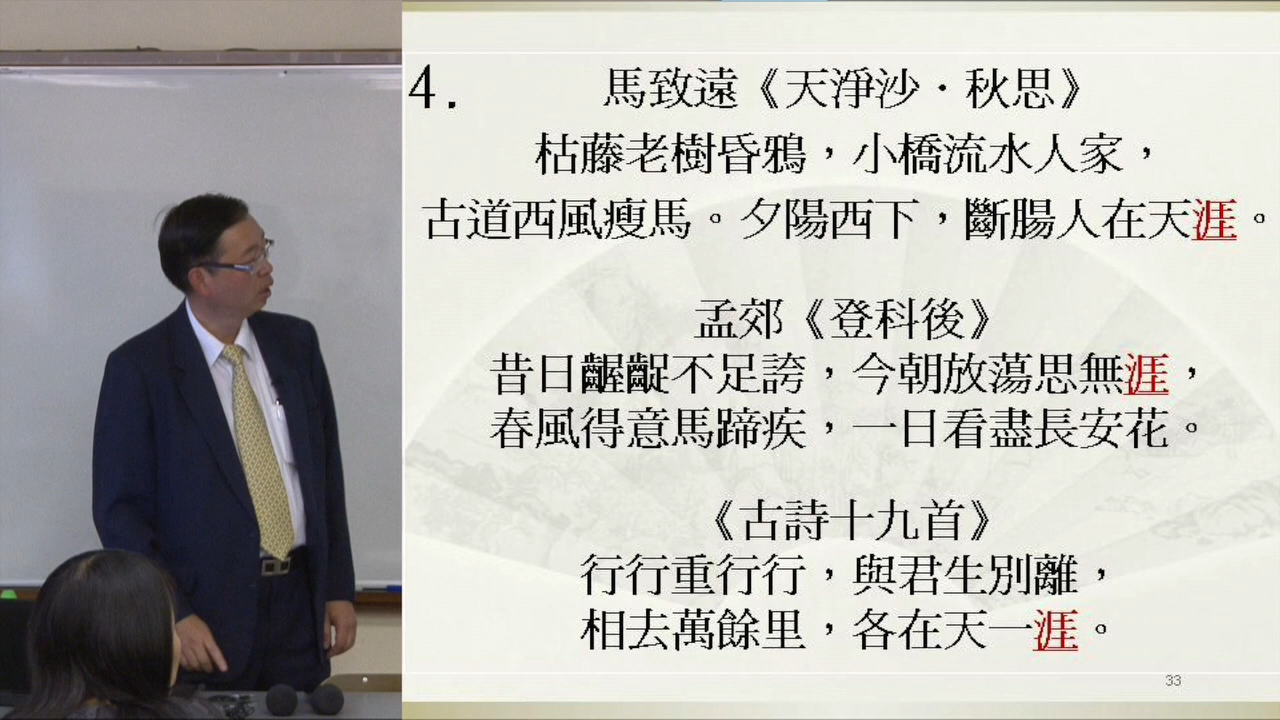 4. 馬致遠《天淨沙·秋思》
枯藤老樹昏鴉，小橋流水人家，
古道西風瘦馬。夕陽西下，斷腸人在天涯。
孟郊《登科後》
昔日齷齪不足誇，今朝放蕩思無涯，
春風得意馬蹄疾，一日看盡長安花。
《古詩十九首》
行行重行行，與君生別離，
相去萬餘里，各在天一涯。
33